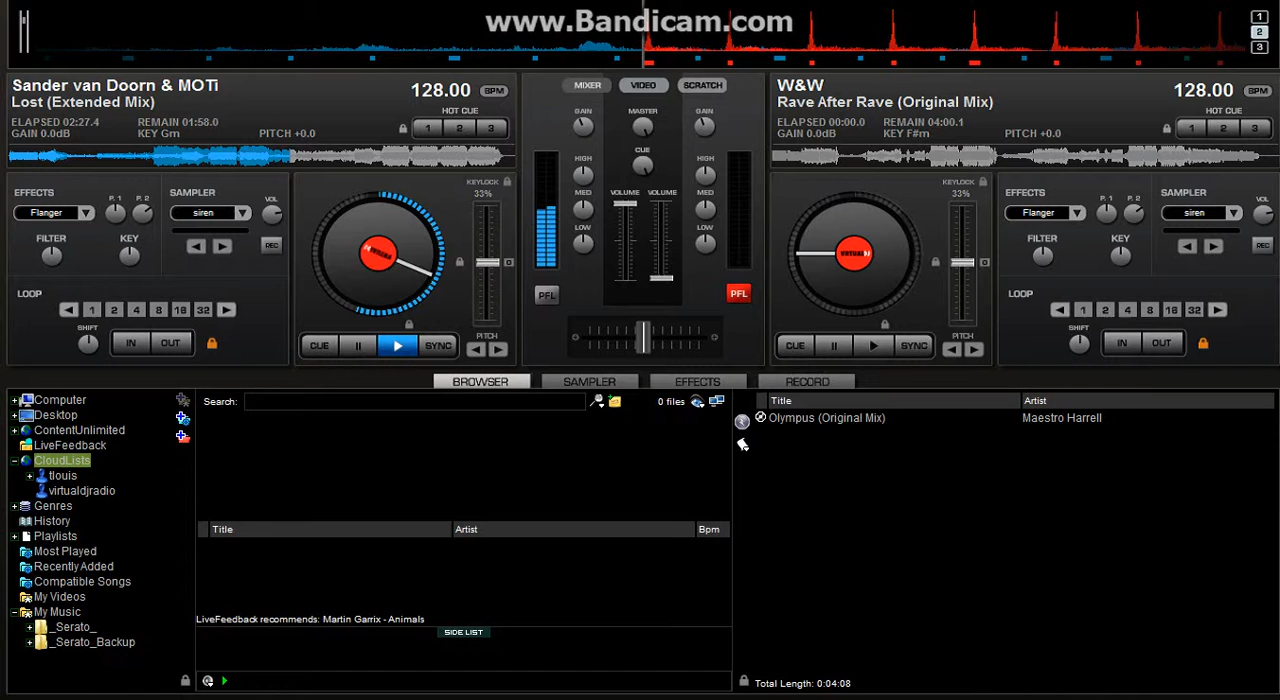 www.Bandicam.com
1
2
3
Sander van Doorn & MOTi
Lost (Extended Mix)
128.00 BPM
HOT CUE
1 2 3
ELAPSED 02:27.4 REMAIN 01:58.0
GAIN 0.0dB KEY Gm PITCH +0.0
MIXER VIDEO SCRATCH
GAIN MASTER GAIN
CUE
HIGH HIGH
MED VOLUME VOLUME MED
LOW LOW
PFL PFL
W&W
Rave After Rave (Original Mix)
128.00 BPM
HOT CUE
1 2 3
ELAPSED 00:00.0 REMAIN 04:00.1
GAIN 0.0dB KEY F#m PITCH +0.0
EFFECTS P. 1 P. 2 SAMPLER VOL
Flanger siren
FILTER KEY REC
LOOP
1 2 4 8 16 32
SHIFT IN OUT
KEYLOCK
33%
0
PITCH
CUE SYNC
VIRTUAL DJ
KEYLOCK
33%
0
PITCH
CUE SYNC
EFFECTS P. 1 P. 2 SAMPLER VOL
Flanger siren
FILTER KEY REC
LOOP
1 2 4 8 16 32
SHIFT IN OUT
BROWSER SAMPLER EFFECTS RECORD
Computer
Desktop
ContentUnlimited
LiveFeedback
CloudLists
tlouis
virtualdjradio
Genres
History
Playlists
Most Played
Recently Added
Compatible Songs
My Videos
My Music
_Serato_
_Serato_Backup
Search: 0 files
Title Artist Bpm
LiveFeedback recommends: Martin Garrix - Animals
SIDE LIST
Title Artist
Olympus (Original Mix) Maestro Harrell
Total Length: 0:04:08